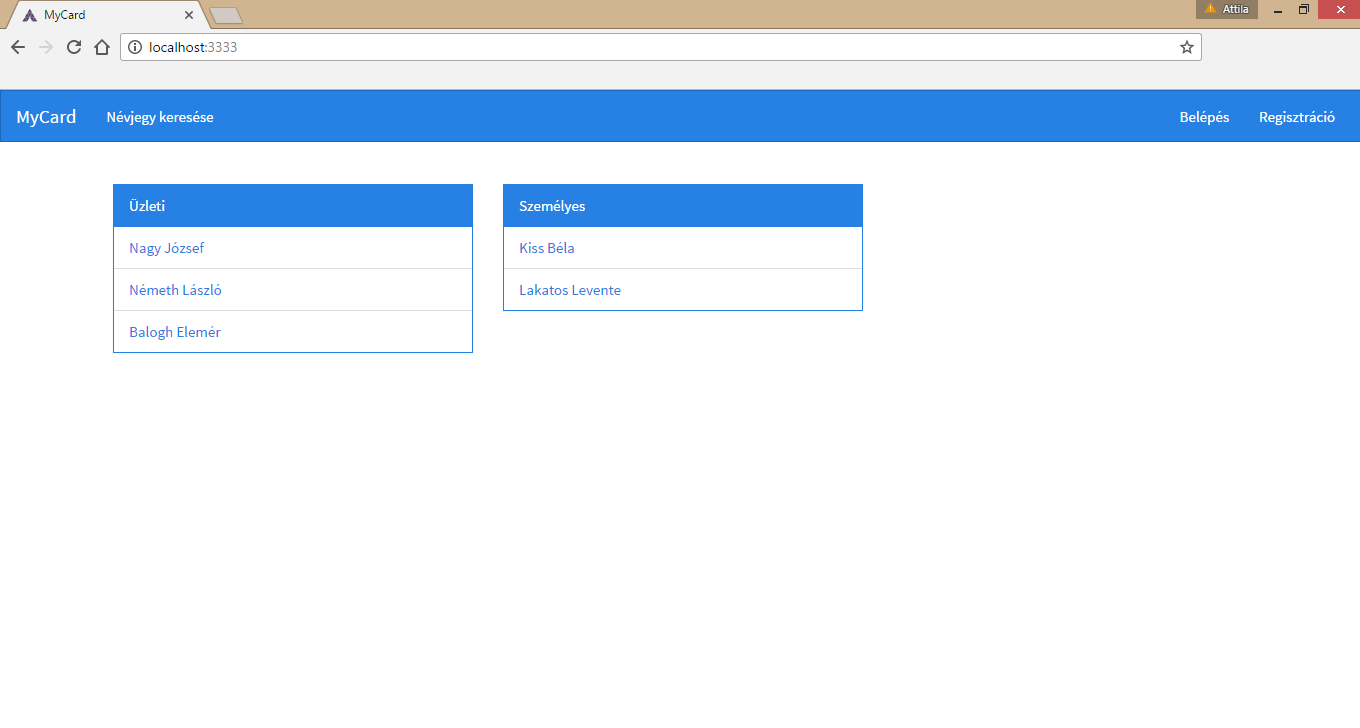 MyCard
Attila
localhost:3333
MyCard Névjegy keresése Belépés Regisztráció
Üzleti
Nagy József
Németh László
Balogh Elemér
Személyes
Kiss Béla
Lakatos Levente